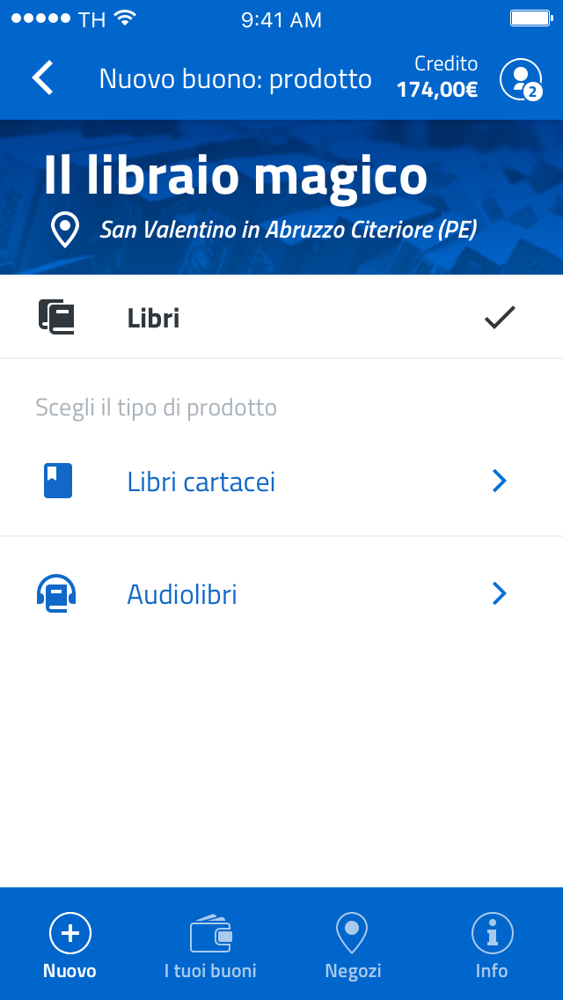 TH 9:41 AM
Nuovo buono: prodotto
Credito
174,00€
2
Il libraio magico
San Valentino in Abruzzo Citeriore (PE)
Libri
Scegli il tipo di prodotto
Libri cartacei
Audiolibri
Nuovo
I tuoi buoni
Negozi
Info